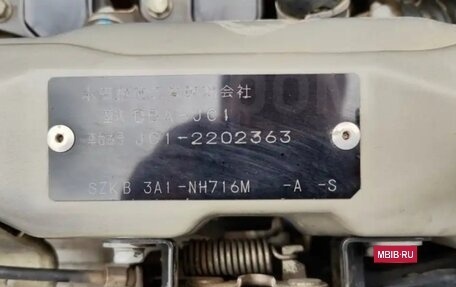 本田技研工業株式会社
型式 DBA-JC1
車台番号 JC1-2202363
SZKB 3A1-NH716M -A -S
MBIB.RU